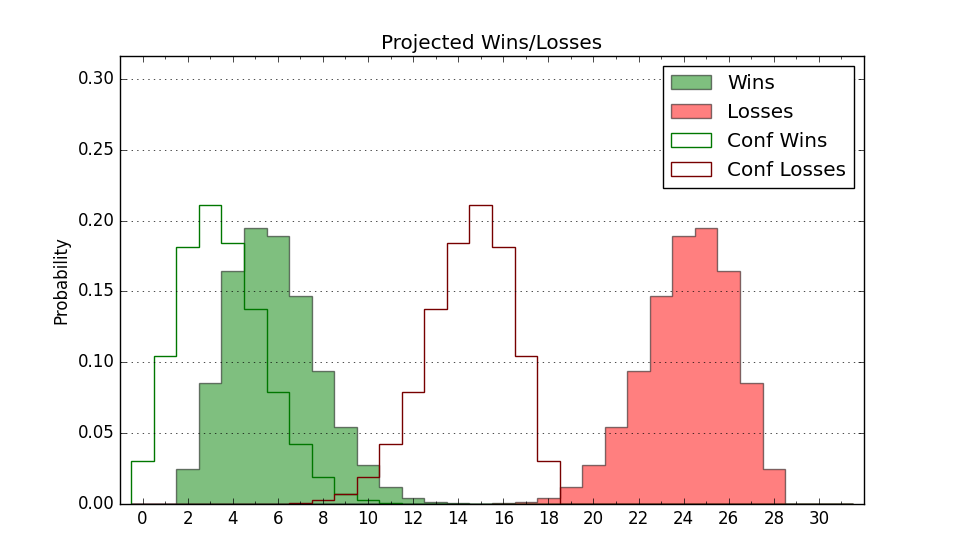 Projected Wins/Losses
0.30
0.25
0.20
0.15
0.10
0.05
0.00
Probability
Wins
Losses
Conf Wins
Conf Losses
0 2 4 6 8 10 12 14 16 18 20 22 24 26 28 30